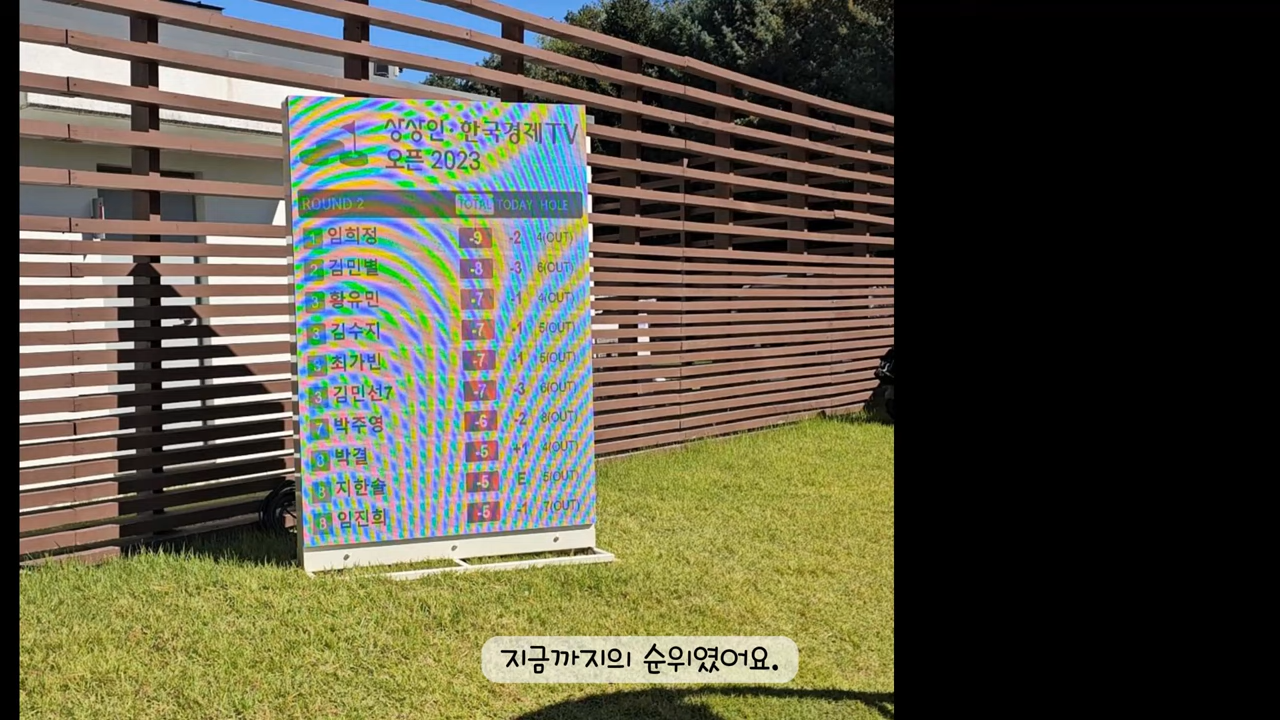 상상인·한국경제TV
오픈 2023
ROUND 2 TOTAL TODAY HOLE
1 임희정 -9 -2 4(OUT)
2 김민별 -8 -3 6(OUT)
3 황유민 -7 -1 4(OUT)
3 김수지 -7 -1 5(OUT)
3 최가빈 -7 -1 5(OUT)
3 김민선7 -7 -3 6(OUT)
7 박주영 -6 -2 8(OUT)
8 박결 -5 +1 4(OUT)
8 지한솔 -5 E 5(OUT)
8 임진희 -5 -1 7(OUT)
지금까지의 순위였어요.